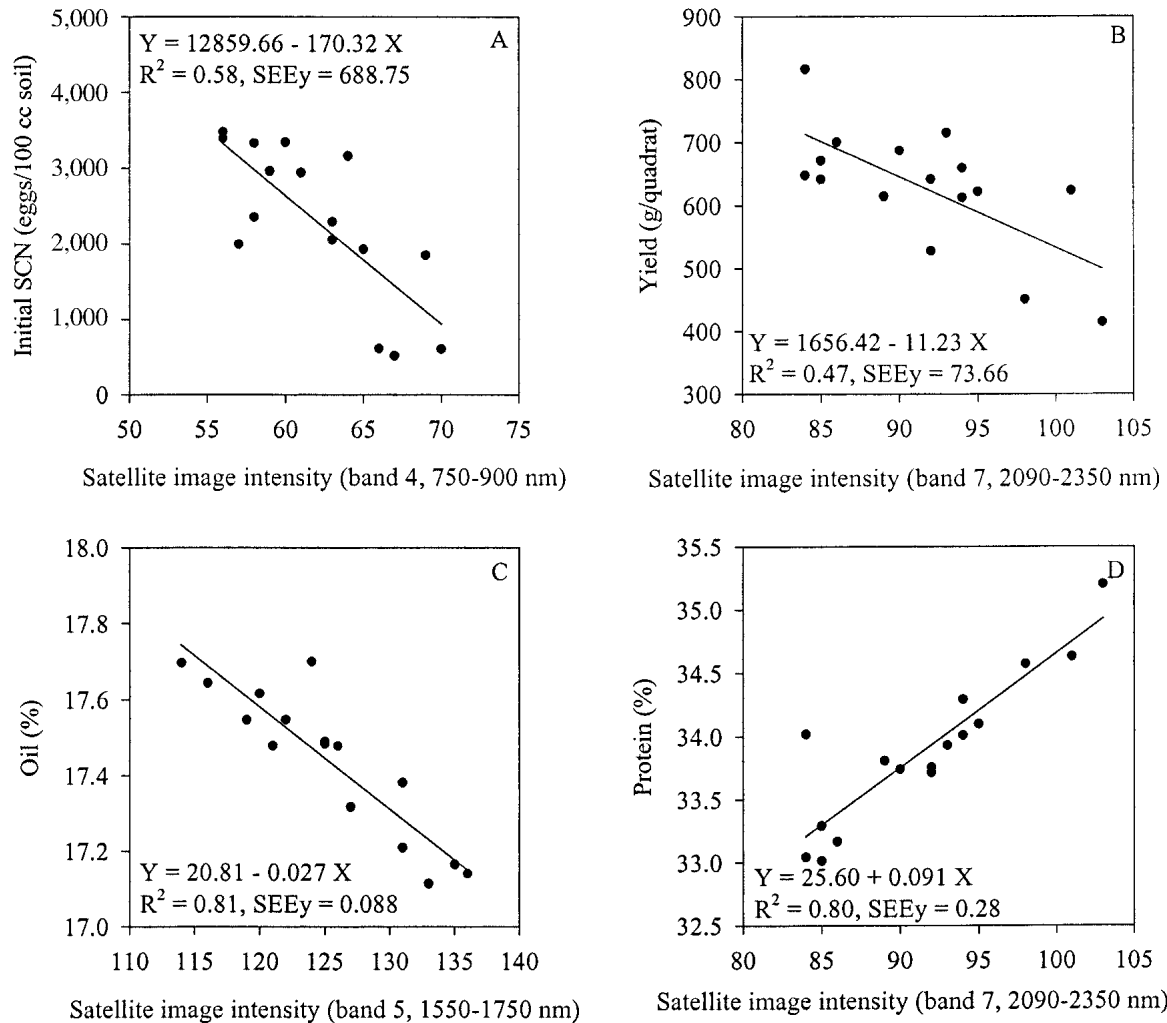 A
Y = 12859.66 - 170.32 X
R² = 0.58, SEEy = 688.75
Initial SCN (eggs/100 cc soil)
5,000
4,000
3,000
2,000
1,000
0
50 55 60 65 70 75
Satellite image intensity (band 4, 750-900 nm)
B
Yield (g/quadrat)
900
800
700
600
500
400
300
Y = 1656.42 - 11.23 X
R² = 0.47, SEEy = 73.66
80 85 90 95 100 105
Satellite image intensity (band 7, 2090-2350 nm)
C
Oil (%)
18.0
17.8
17.6
17.4
17.2
17.0
Y = 20.81 - 0.027 X
R² = 0.81, SEEy = 0.088
110 115 120 125 130 135 140
Satellite image intensity (band 5, 1550-1750 nm)
D
Protein (%)
35.5
35.0
34.5
34.0
33.5
33.0
32.5
Y = 25.60 + 0.091 X
R² = 0.80, SEEy = 0.28
80 85 90 95 100 105
Satellite image intensity (band 7, 2090-2350 nm)